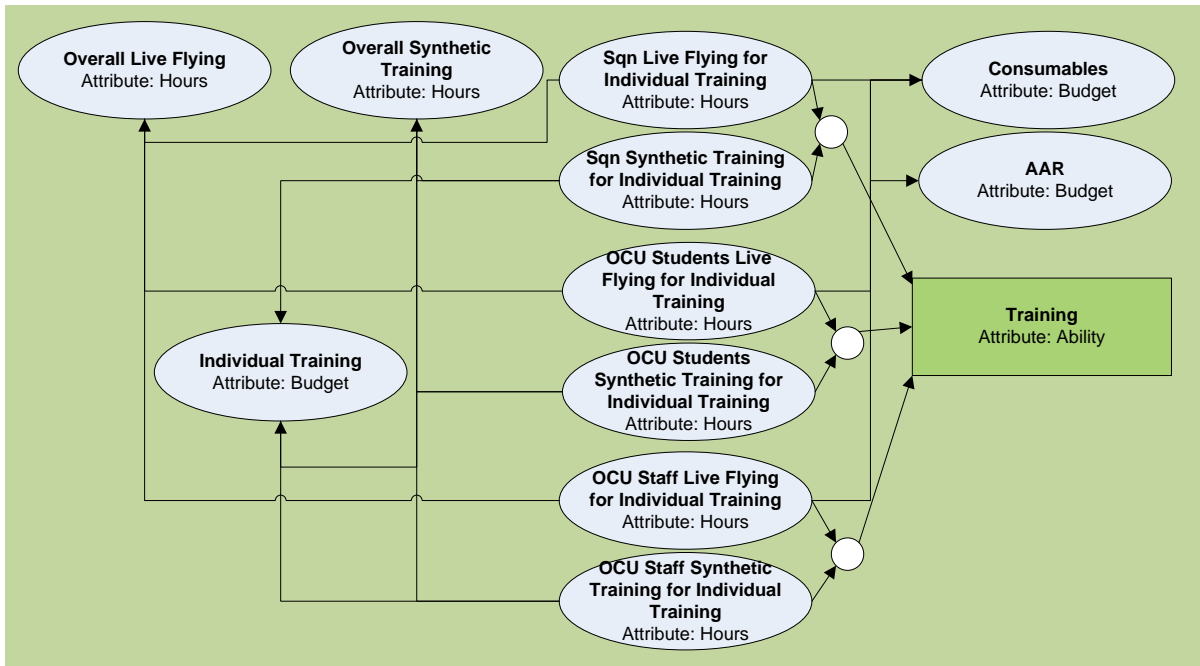 Overall Live Flying
Attribute: Hours
Overall Synthetic
Training
Attribute: Hours
Sqn Live Flying for
Individual Training
Attribute: Hours
Consumables
Attribute: Budget
Sqn Synthetic Training
for Individual Training
Attribute: Hours
AAR
Attribute: Budget
OCU Students Live
Flying for Individual
Training
Attribute: Hours
Training
Attribute: Ability
Individual Training
Attribute: Budget
OCU Students
Synthetic Training for
Individual Training
Attribute: Hours
OCU Staff Live Flying
for Individual Training
Attribute: Hours
OCU Staff Synthetic
Training for Individual
Training
Attribute: Hours